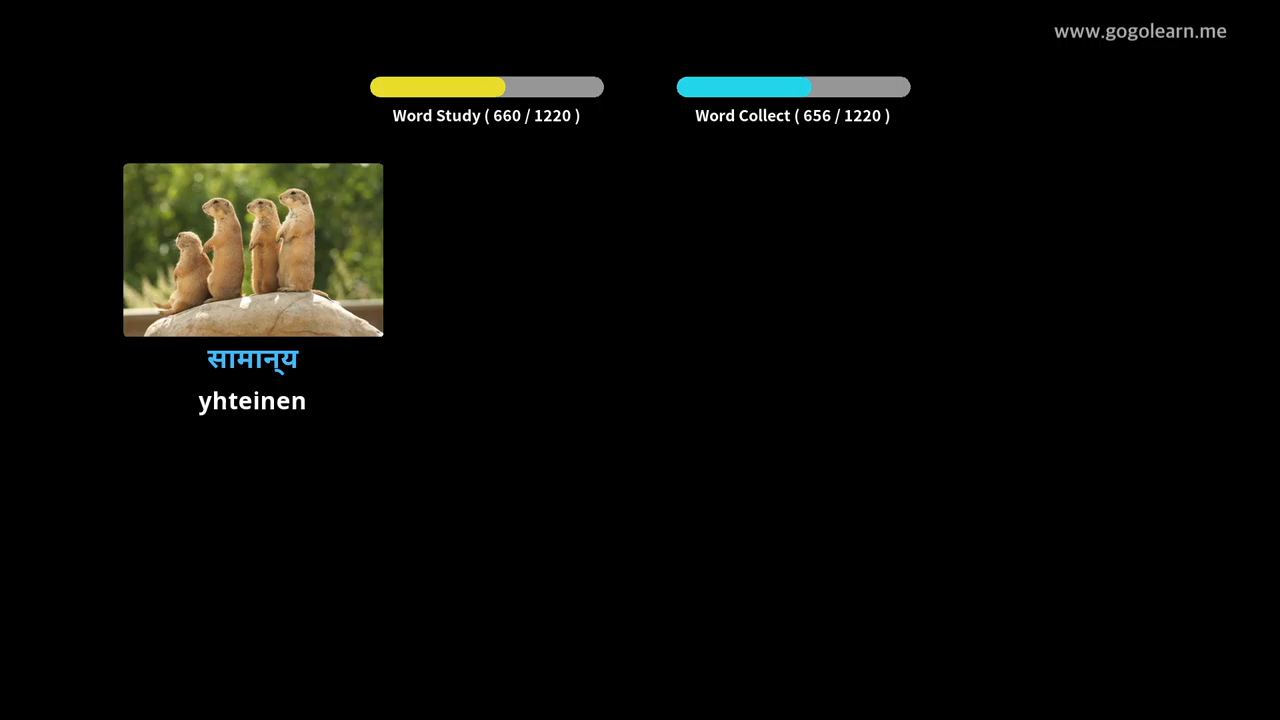 www.gogolearn.me
Word Study ( 660 / 1220 )
Word Collect ( 656 / 1220 )
सामान्य
yhteinen